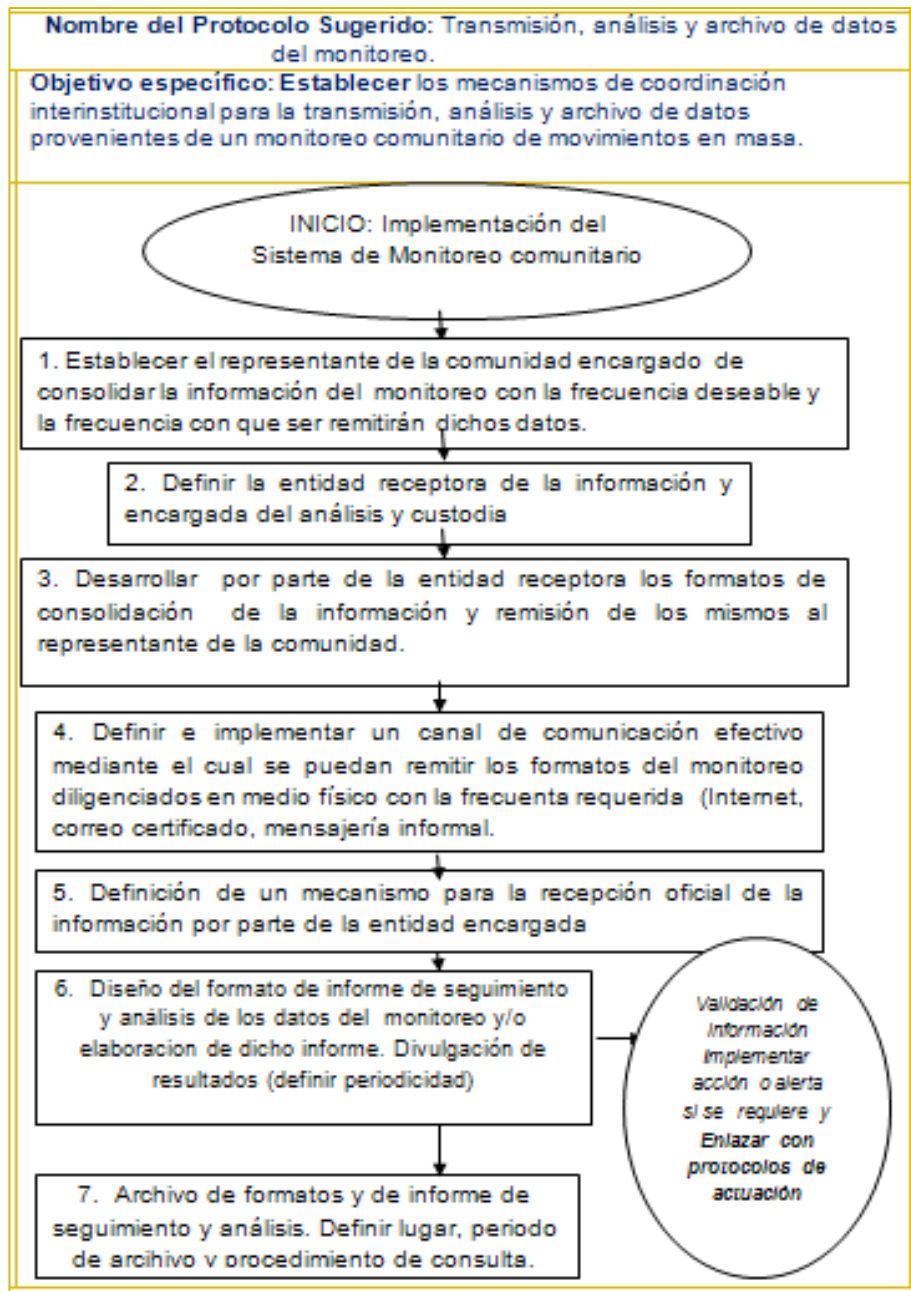 Nombre del Protocolo Sugerido: Transmisión, análisis y archivo de datos
del monitoreo.
Objetivo específico: Establecer los mecanismos de coordinación
interinstitucional para la transmisión, análisis y archivo de datos
provenientes de un monitoreo comunitario de movimientos en masa.
INICIO: Implementación del
Sistema de Monitoreo comunitario
1. Establecer el representante de la comunidad encargado de
consolidar la información del monitoreo con la frecuencia deseable y
la frecuencia con que ser remitirán dichos datos.
2. Definir la entidad receptora de la información y
encargada del análisis y custodia
3. Desarrollar por parte de la entidad receptora los formatos de
consolidación de la información y remisión de los mismos al
representante de la comunidad.
4. Definir e implementar un canal de comunicación efectivo
mediante el cual se puedan remitir los formatos del monitoreo
diligenciados en medio físico con la frecuenta requerida (Internet,
correo certificado, mensajería informal.
5. Definición de un mecanismo para la recepción oficial de la
información por parte de la entidad encargada
6. Diseño del formato de informe de seguimiento
y análisis de los datos del monitoreo y/o
elaboracion de dicho informe. Divulgación de
resultados (definir periodicidad)
Validación de
información
implementar
acción o alerta
si se requiere y
Enlazar con
protocolos de
actuación
7. Archivo de formatos y de informe de
seguimiento y análisis. Definir lugar, periodo
de arcihivo y procedimiento de consulta.